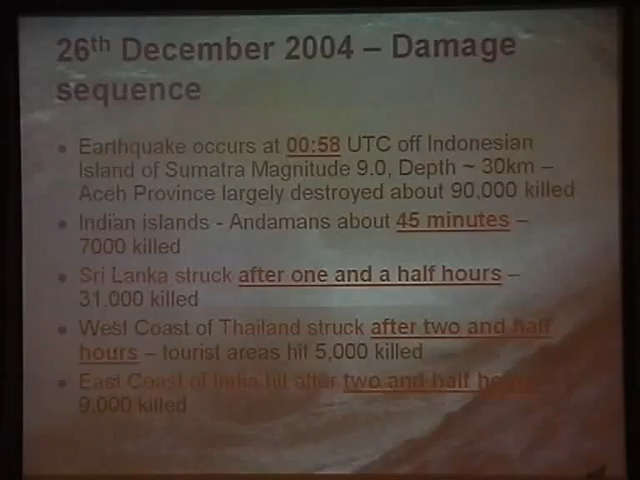 26th December 2004 – Damage
sequence
• Earthquake occurs at 00:58 UTC off Indonesian
Island of Sumatra Magnitude 9.0, Depth ~ 30km –
Aceh Province largely destroyed about 90,000 killed
• Indian islands - Andamans about 45 minutes –
7000 killed
• Sri Lanka struck after one and a half hours –
31.000 killed
• West Coast of Thailand struck after two and half
hours – tourist areas hit 5,000 killed
• East Coast of India hit after two and half hours
9,000 killed